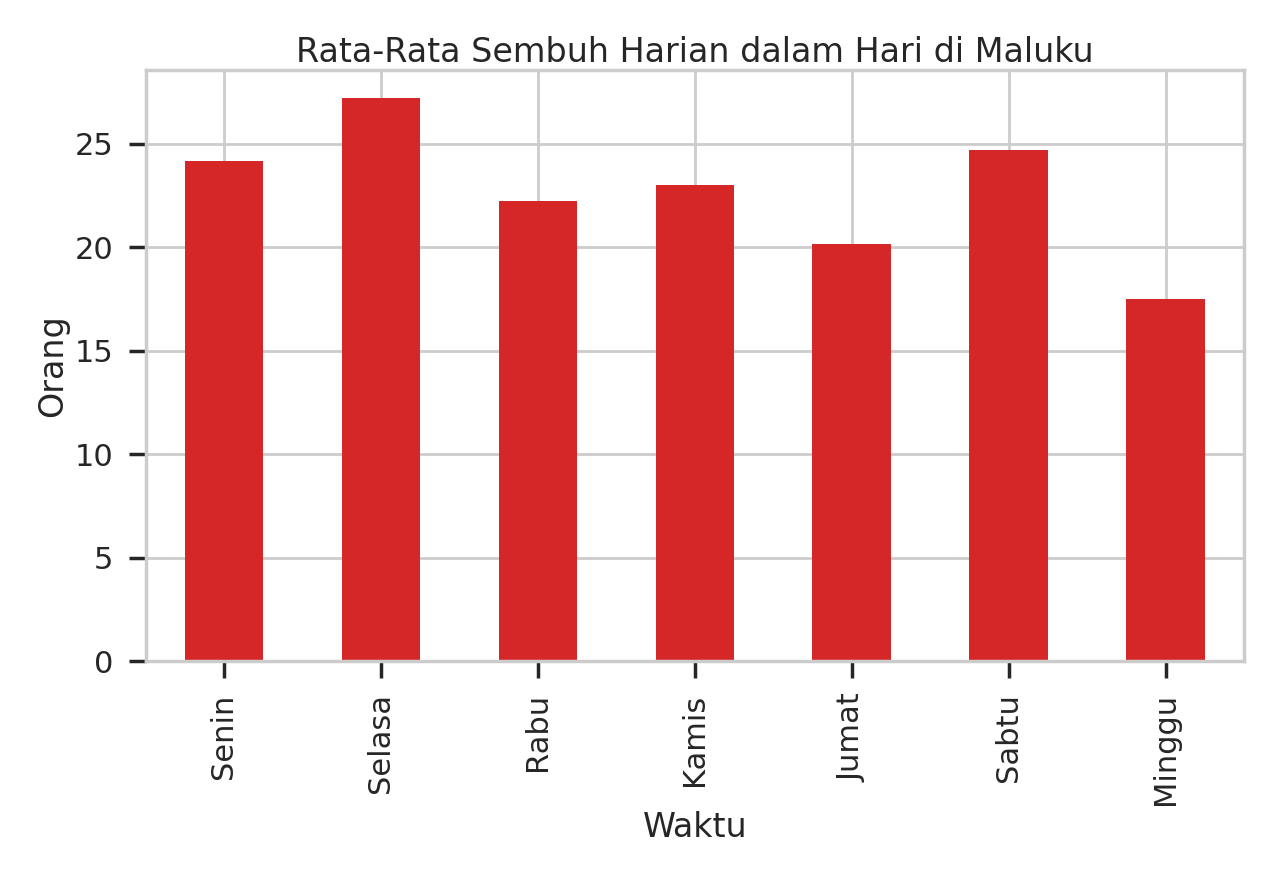 Rata-Rata Sembuh Harian dalam Hari di Maluku
25
20
15
10
5
0
Orang
Senin
Selasa
Rabu
Kamis
Jumat
Sabtu
Minggu
Waktu